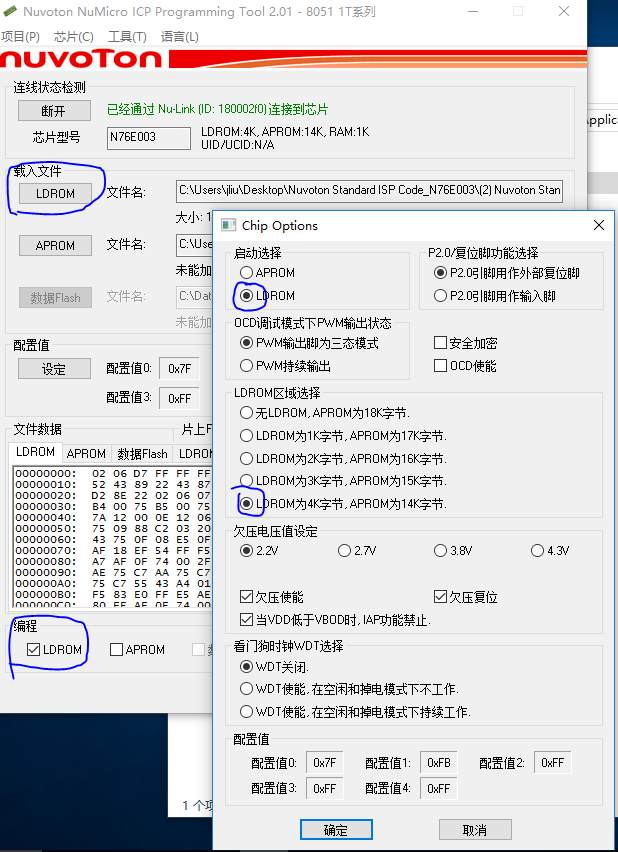 Nuvoton NuMicro ICP Programming Tool 2.01 - 8051 1T系列
项目(P) 芯片(C) 工具(T) 语言(L)
nuvoTon
连线状态检测
断开 已经通过 Nu-Link (ID: 180002f0) 连接到芯片
芯片型号 N76E003 LDROM:4K, APROM:14K, RAM:1K
UID/UCID:N/A
载入文件
LDROM 文件名: C:\Users\jliu\Desktop\Nuvoton Standard ISP Code_N76E003\(2) Nuvoton Stan
大小: 1
APROM 文件名: C:\Use
未能加
数据Flash 文件名: C:\Dat
未能加
配置值
设定 配置值0: 0x7F
配置值3: 0xFF
文件数据 片上F
LDROM APROM 数据Flash LDRO
00000000: 02 06 D7 FF FF FF
00000010: 52 43 89 22 43 87
00000020: D2 8E 22 02 06 07
00000030: B4 00 75 B5 00 75
00000040: 7A 12 00 0E 12 06
00000050: 75 09 88 C2 03 20
00000060: 43 75 0F 08 E5 0F
00000070: AF 18 EF 54 FF F5
00000080: A7 AF 0F 74 00 2F
00000090: AE 75 C7 AA 75 C7
000000A0: 75 C7 55 43 A4 01
000000B0: F5 83 E0 FF E5 AE
000000C0: 80 EF AF 0F 74 00
编程
LDROM APROM 数
Applica
1 个项
Chip Options
启动选择
APROM
LDROM
P2.0/复位脚功能选择
P2.0引脚用作外部复位脚
P2.0引脚用作输入脚
OCD调试模式下PWM输出状态
PWM输出脚为三态模式
PWM持续输出
安全加密
OCD使能
LDROM区域选择
无LDROM, APROM为18K字节.
LDROM为1K字节, APROM为17K字节.
LDROM为2K字节, APROM为16K字节.
LDROM为3K字节, APROM为15K字节.
LDROM为4K字节, APROM为14K字节.
欠压电压值设定
2.2V 2.7V 3.8V 4.3V
欠压使能 欠压复位
当VDD低于VBOD时, IAP功能禁止.
看门狗时钟WDT选择
WDT关闭.
WDT使能, 在空闲和掉电模式下不工作.
WDT使能, 在空闲和掉电模式下持续工作.
配置值
配置值0: 0x7F 配置值1: 0xFB 配置值2: 0xFF
配置值3: 0xFF 配置值4: 0xFF
确定 取消